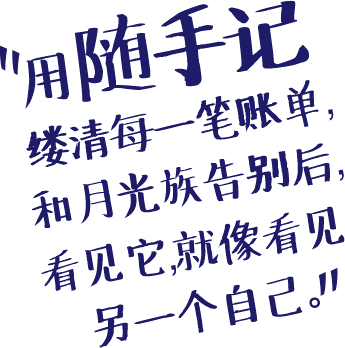 "用随手记
缕清每一笔账单,
和月光族告别后,
看见它,就像看见
另一个自己。"